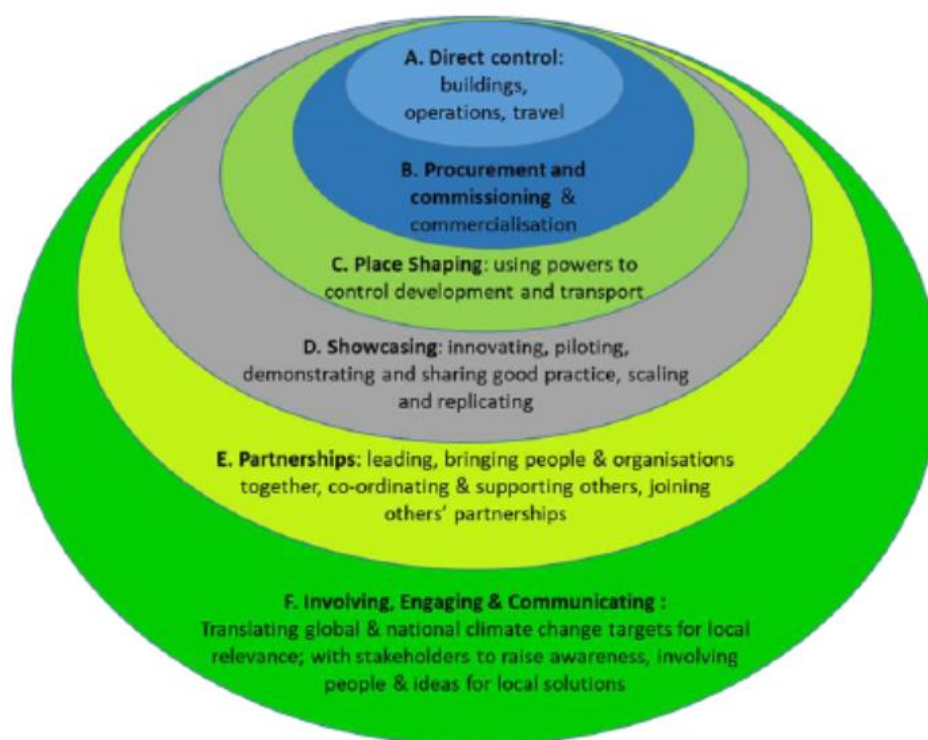 A. Direct control:
buildings,
operations, travel
B. Procurement and
commissioning &
commercialisation
C. Place Shaping: using powers to
control development and transport
D. Showcasing: innovating, piloting,
demonstrating and sharing good practice, scaling
and replicating
E. Partnerships: leading, bringing people & organisations
together, co-ordinating & supporting others, joining
others’ partnerships
F. Involving, Engaging & Communicating :
Translating global & national climate change targets for local
relevance; with stakeholders to raise awareness, involving
people & ideas for local solutions